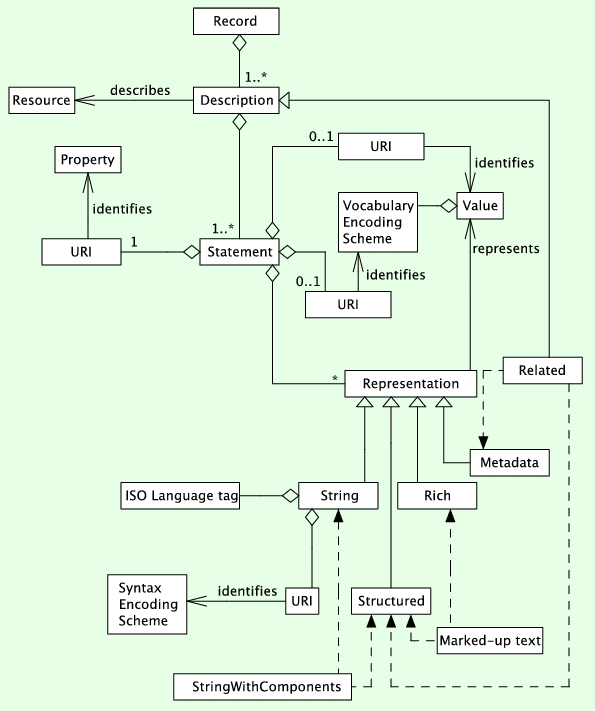 Record
1..*
Resource
describes
Description
0..1
URI
identifies
Property
identifies
Vocabulary
Encoding
Scheme
Value
1..*
URI
1
Statement
represents
identifies
0..1
URI
Related
*
Representation
Metadata
ISO Language tag
String
Rich
Syntax
Encoding
Scheme
identifies
URI
Structured
Marked-up text
StringWithComponents